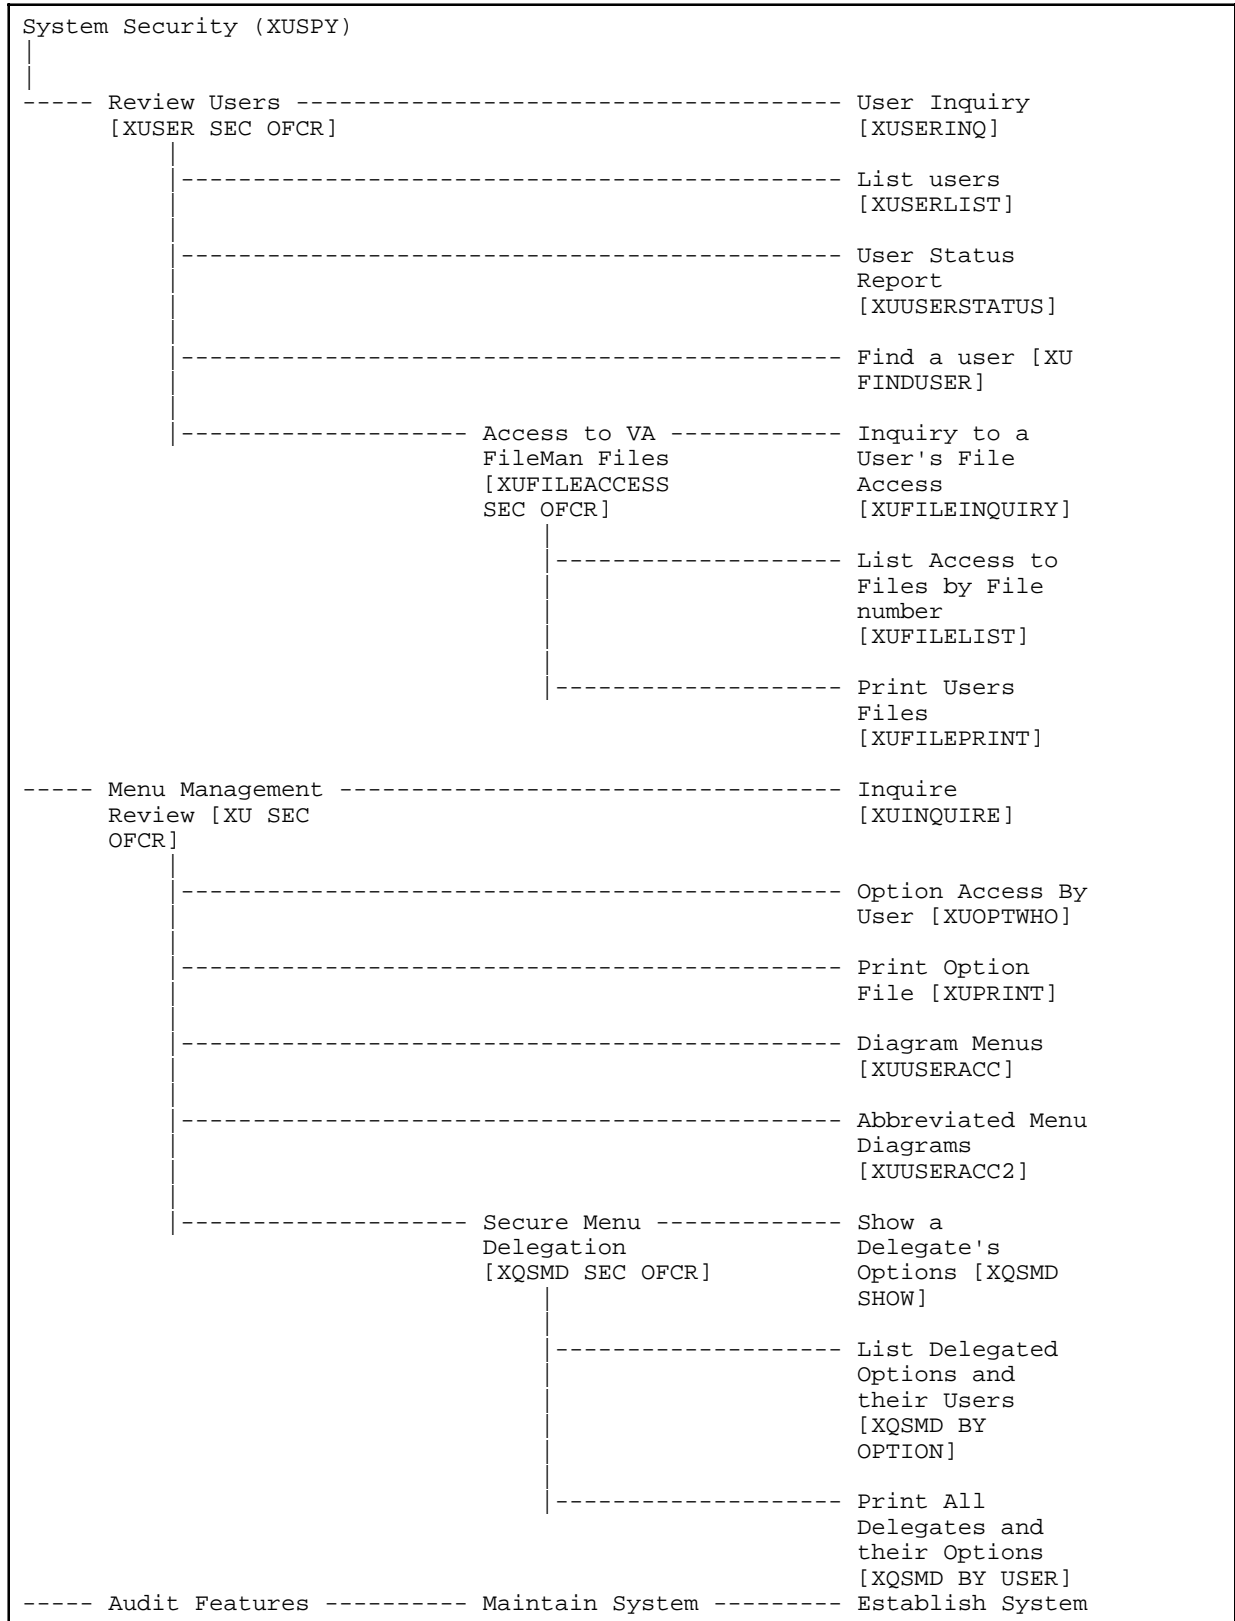 System Security (XUSPY)
|
|
----- Review Users -------------------------------------- User Inquiry
[XUSER SEC OFCR] [XUSERINQ]
|
|---------------------------------------------- List users
[XUSERLIST]
|
|---------------------------------------------- User Status
Report
[XUUSERSTATUS]
|
|---------------------------------------------- Find a user [XU
FINDUSER]
|
|-------------------- Access to VA ------------ Inquiry to a
FileMan Files User's File
[XUFILEACCESS Access
SEC OFCR] [XUFILEINQUIRY]
|
|-------------------- List Access to
Files by File
number
[XUFILELIST]
|
|-------------------- Print Users
Files
[XUFILEPRINT]
----- Menu Management ----------------------------------- Inquire
Review [XU SEC [XUINQUIRE]
OFCR]
|
|---------------------------------------------- Option Access By
User [XUOPTWHO]
|
|---------------------------------------------- Print Option
File [XUPRINT]
|
|---------------------------------------------- Diagram Menus
[XUUSERACC]
|
|---------------------------------------------- Abbreviated Menu
Diagrams
[XUUSERACC2]
|
|-------------------- Secure Menu ------------- Show a
Delegation Delegate's
[XQSMD SEC OFCR] Options [XQSMD
SHOW]
|
|-------------------- List Delegated
Options and
their Users
[XQSMD BY
OPTION]
|
|-------------------- Print All
Delegates and
their Options
[XQSMD BY USER]
----- Audit Features ---------- Maintain System --------- Establish System